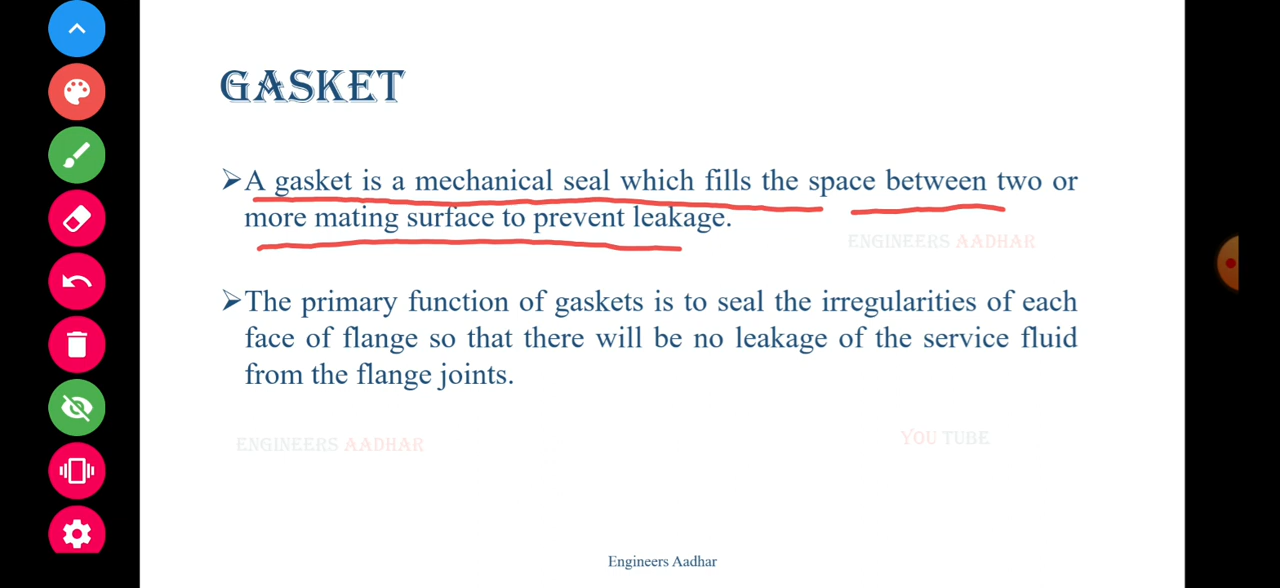 GASKET
➢A gasket is a mechanical seal which fills the space between two or
more mating surface to prevent leakage.
ENGINEERS AADHAR
➢The primary function of gaskets is to seal the irregularities of each
face of flange so that there will be no leakage of the service fluid
from the flange joints.
ENGINEERS AADHAR
YOU TUBE
Engineers Aadhar